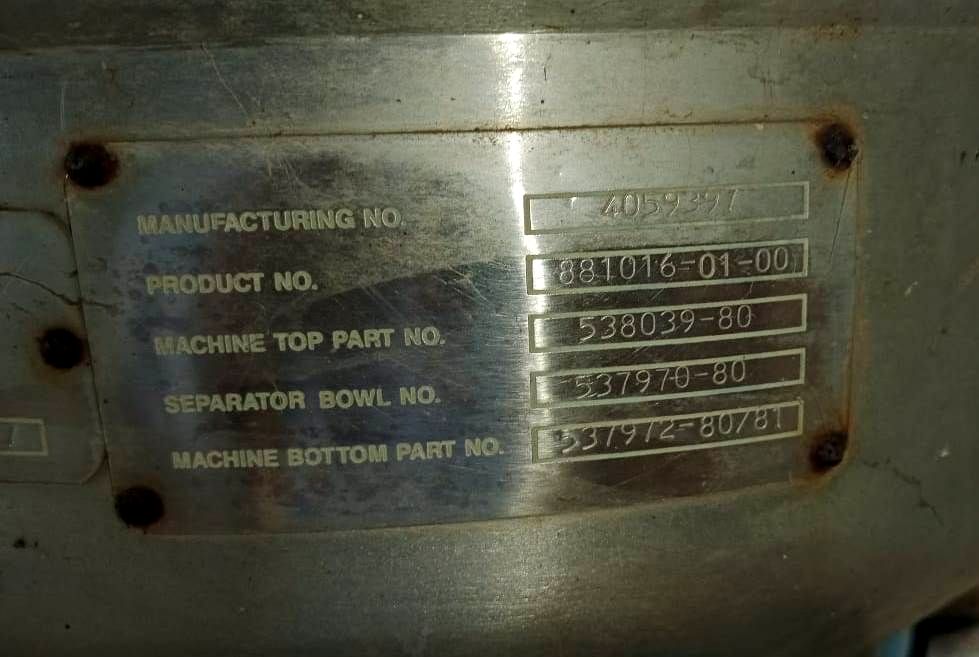 MANUFACTURING NO. 4059397
PRODUCT NO. 881016-01-00
MACHINE TOP PART NO. 538039-80
SEPARATOR BOWL NO. 537970-80
MACHINE BOTTOM PART NO. 537972-80/81